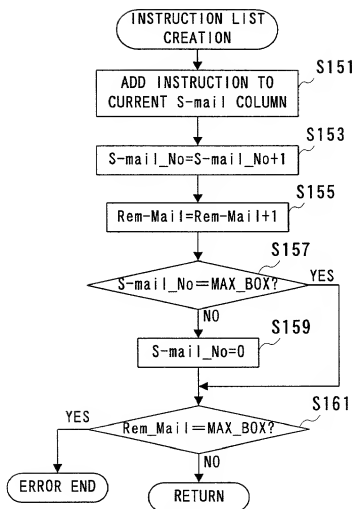 INSTRUCTION LIST
CREATION
S151
ADD INSTRUCTION TO
CURRENT S-mail COLUMN
S153
S-mail_No=S-mail_No+1
S155
Rem-Mail=Rem-Mail+1
S157
S-mail_No=MAX_BOX?
YES
NO
S159
S-mail_No=0
YES
Rem_Mail=MAX_BOX?
S161
NO
ERROR END
RETURN